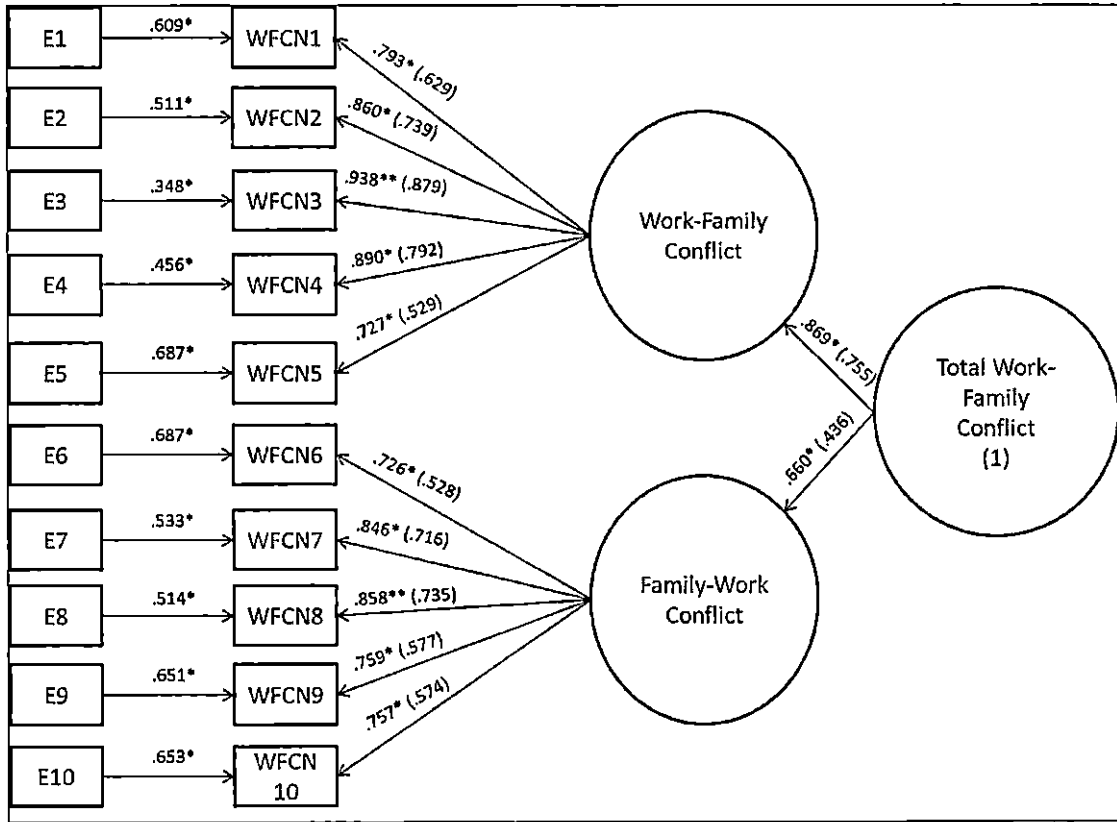 E1 .609* WFCN1 .793* (.629)
E2 .511* WFCN2 .860* (.739)
E3 .348* WFCN3 .938** (.879)
E4 .456* WFCN4 .890* (.792)
E5 .687* WFCN5 .727* (.529)
Work-Family
Conflict
.869* (.755)
Total Work-
Family
Conflict
(1)
.660* (.436)
E6 .687* WFCN6 .726* (.528)
E7 .533* WFCN7 .846* (.716)
E8 .514* WFCN8 .858** (.735)
E9 .651* WFCN9 .759* (.577)
E10 .653* WFCN
10
.757* (.574)
Family-Work
Conflict